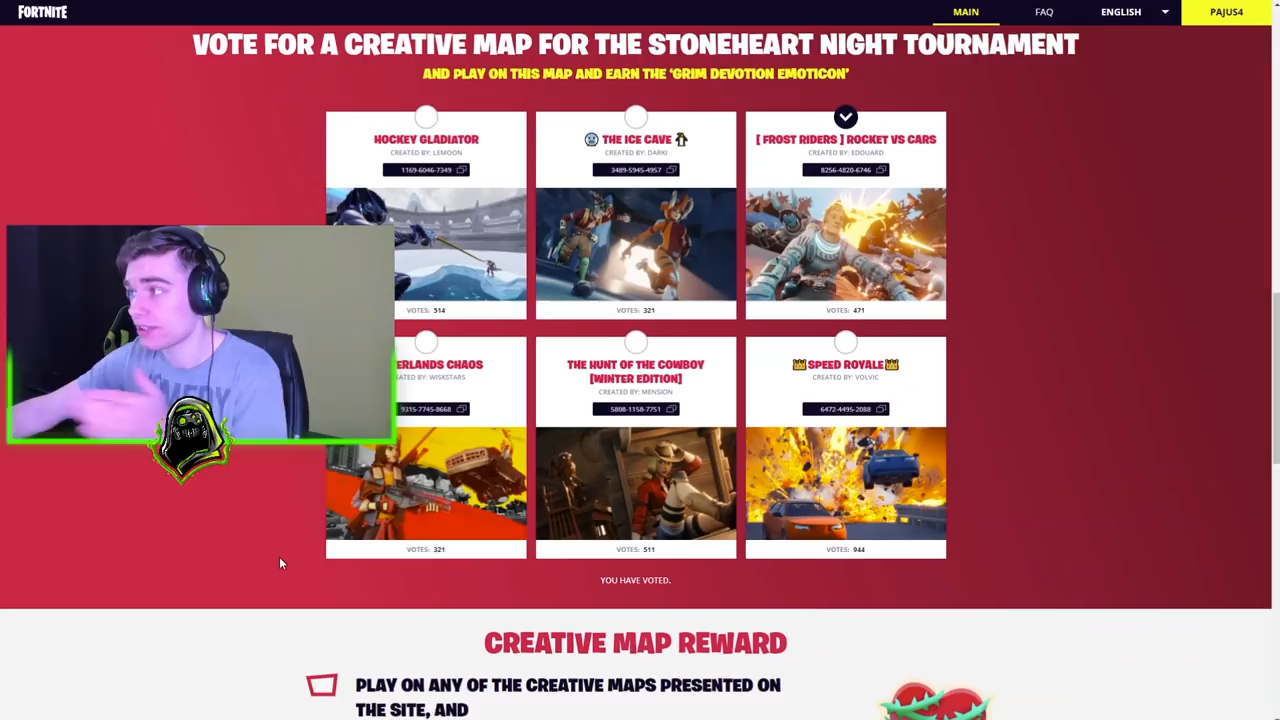 FORTNITE
MAIN
FAQ
ENGLISH
PAJUS4
VOTE FOR A CREATIVE MAP FOR THE STONEHEART NIGHT TOURNAMENT
AND PLAY ON THIS MAP AND EARN THE 'GRIM DEVOTION EMOTICON'
HOCKEY GLADIATOR
CREATED BY: LEMOON
1169-6046-7349
VOTES: 514
🥶 THE ICE CAVE 🐧
CREATED BY: DARKI
3489-5945-4957
VOTES: 321
[ FROST RIDERS ] ROCKET VS CARS
CREATED BY: EDOUARD
8256-4820-6746
VOTES: 471
ERLANDS CHAOS
ATED BY: WISKSTARS
9315-7745-8668
VOTES: 321
THE HUNT OF THE COWBOY
[WINTER EDITION]
CREATED BY: MENSION
5808-1158-7751
VOTES: 511
👑 SPEED ROYALE 👑
CREATED BY: VOLVIC
6472-4495-2088
VOTES: 944
YOU HAVE VOTED.
CREATIVE MAP REWARD
PLAY ON ANY OF THE CREATIVE MAPS PRESENTED ON
THE SITE, AND